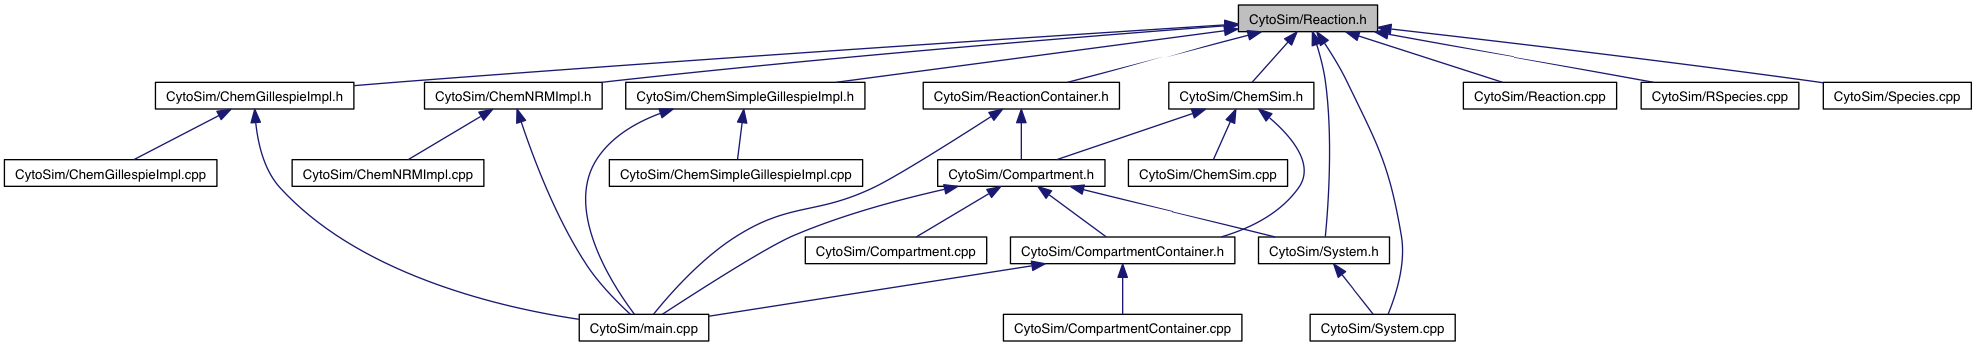 CytoSim/Reaction.h
CytoSim/ChemGillespieImpl.h
CytoSim/ChemNRMImpl.h
CytoSim/ChemSimpleGillespieImpl.h
CytoSim/ReactionContainer.h
CytoSim/ChemSim.h
CytoSim/Reaction.cpp
CytoSim/RSpecies.cpp
CytoSim/Species.cpp
CytoSim/ChemGillespieImpl.cpp
CytoSim/ChemNRMImpl.cpp
CytoSim/ChemSimpleGillespieImpl.cpp
CytoSim/Compartment.h
CytoSim/ChemSim.cpp
CytoSim/Compartment.cpp
CytoSim/CompartmentContainer.h
CytoSim/System.h
CytoSim/main.cpp
CytoSim/CompartmentContainer.cpp
CytoSim/System.cpp